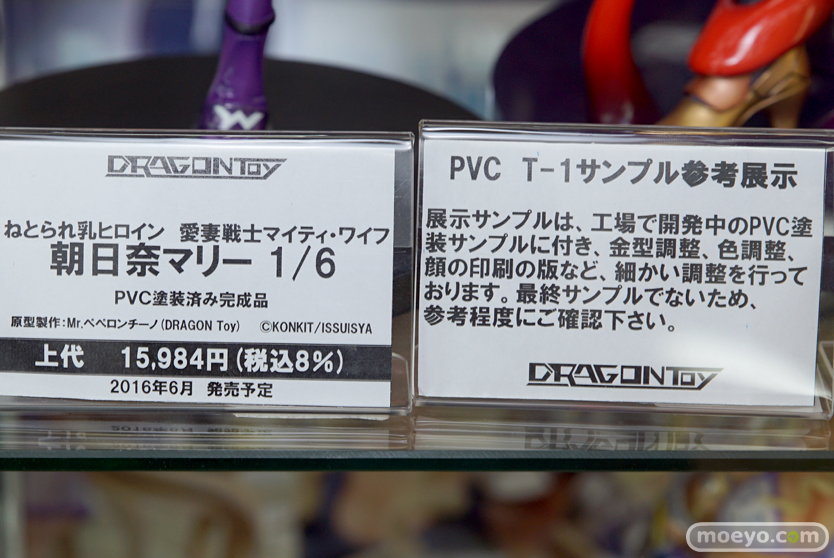 DRAGON Toy
ねとられ乳ヒロイン 愛妻戦士マイティ・ワイフ
朝日奈マリー 1/6
PVC塗装済み完成品
原型製作:Mr.ペペロンチーノ(DRAGON Toy) ©KONKIT/ISSUISYA
上代 15,984円(税込8%)
2016年6月 発売予定
PVC T-1サンプル参考展示
展示サンプルは、工場で開発中のPVC塗
装サンプルに付き、金型調整、色調整、
顔の印刷の版など、細かい調整を行って
おります。最終サンプルでないため、
参考程度にご確認下さい。
DRAGON Toy
moeyo.com